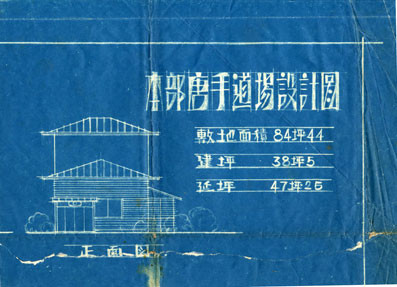 本部唐手道場設計圖
敷地面積 84坪44
建坪 38坪5
延坪 47坪25
正面図